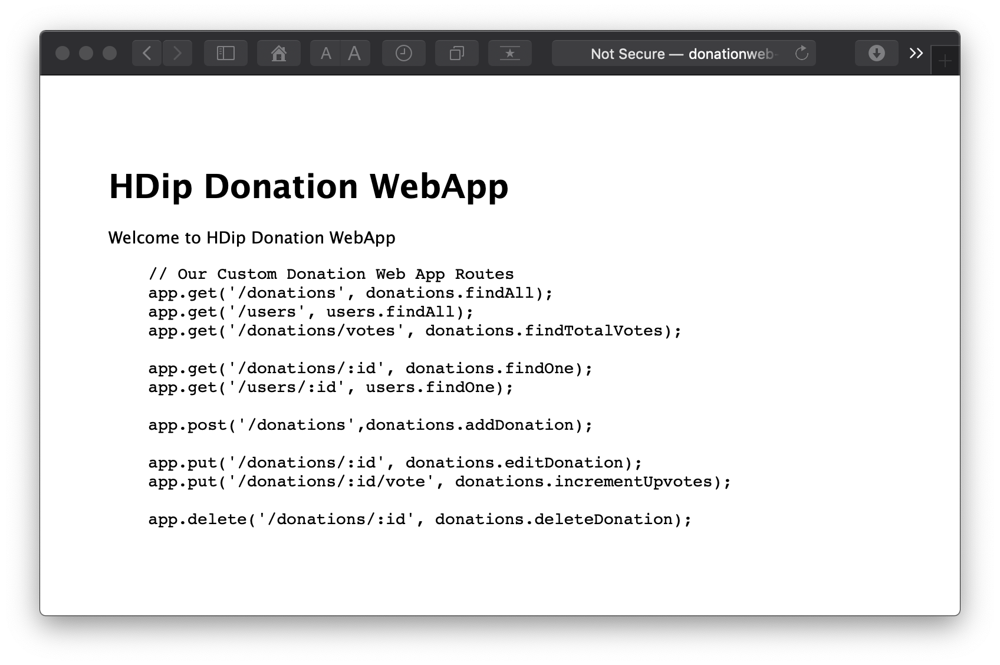 A A Not Secure — donationweb-
HDip Donation WebApp
Welcome to HDip Donation WebApp
// Our Custom Donation Web App Routes
app.get('/donations', donations.findAll);
app.get('/users', users.findAll);
app.get('/donations/votes', donations.findTotalVotes);
app.get('/donations/:id', donations.findOne);
app.get('/users/:id', users.findOne);
app.post('/donations',donations.addDonation);
app.put('/donations/:id', donations.editDonation);
app.put('/donations/:id/vote', donations.incrementUpvotes);
app.delete('/donations/:id', donations.deleteDonation);